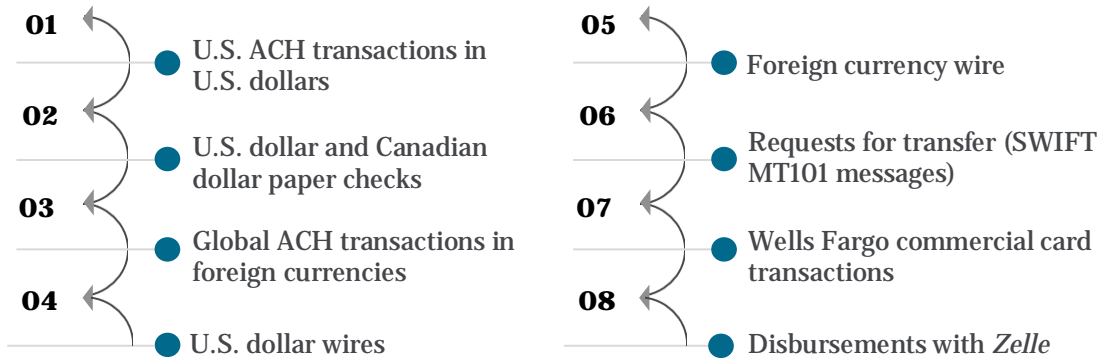 01
U.S. ACH transactions in
U.S. dollars
02
U.S. dollar and Canadian
dollar paper checks
03
Global ACH transactions in
foreign currencies
04
U.S. dollar wires
05
Foreign currency wire
06
Requests for transfer (SWIFT
MT101 messages)
07
Wells Fargo commercial card
transactions
08
Disbursements with Zelle